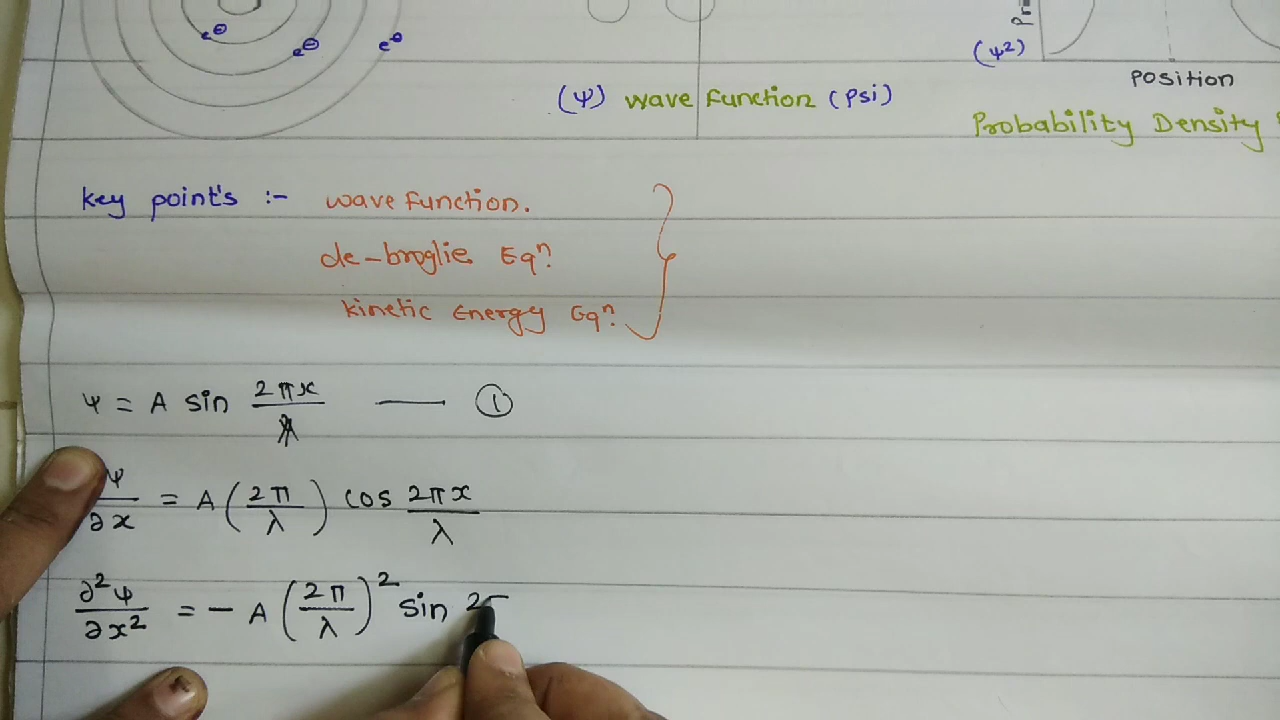 e⊖ e⊖ e⊖
(ψ²)
Position
(ψ) wave function (Psi)
Probability Density
key point's :- wave function.
de-broglie Eqⁿ.
kinetic Energy Eqⁿ.
ψ = A sin 2πx/λ —— ①
ψ/∂x = A (2π/λ) cos 2πx/λ
∂²ψ/∂x² = - A (2π/λ)² sin 2π